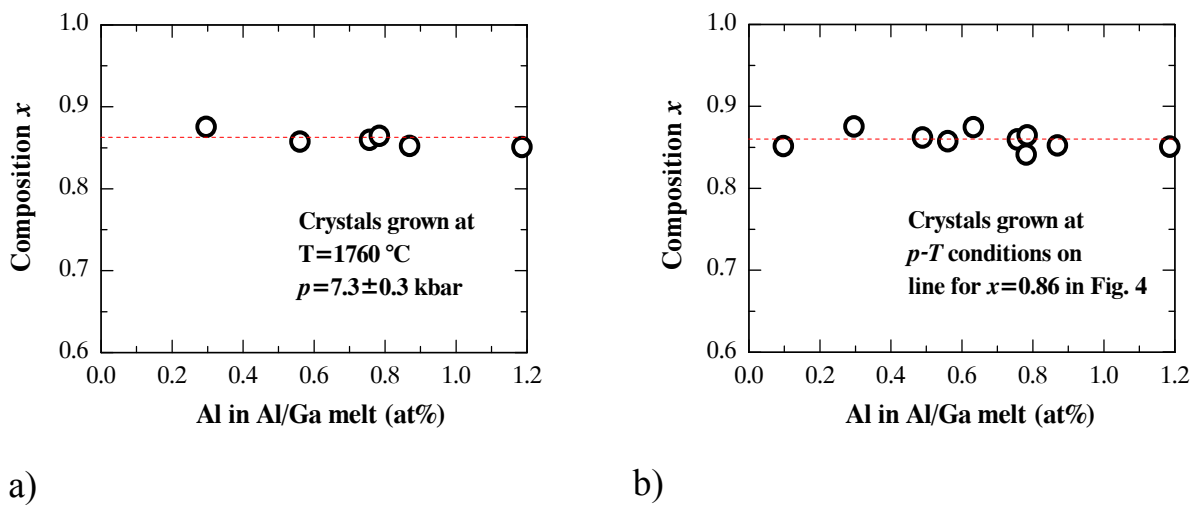 1.0
0.9
0.8
0.7
0.6
Composition x
0.0 0.2 0.4 0.6 0.8 1.0 1.2
Al in Al/Ga melt (at%)
Crystals grown at
T=1760 °C
p=7.3±0.3 kbar
a)
1.0
0.9
0.8
0.7
0.6
Composition x
0.0 0.2 0.4 0.6 0.8 1.0 1.2
Al in Al/Ga melt (at%)
Crystals grown at
p-T conditions on
line for x=0.86 in Fig. 4
b)